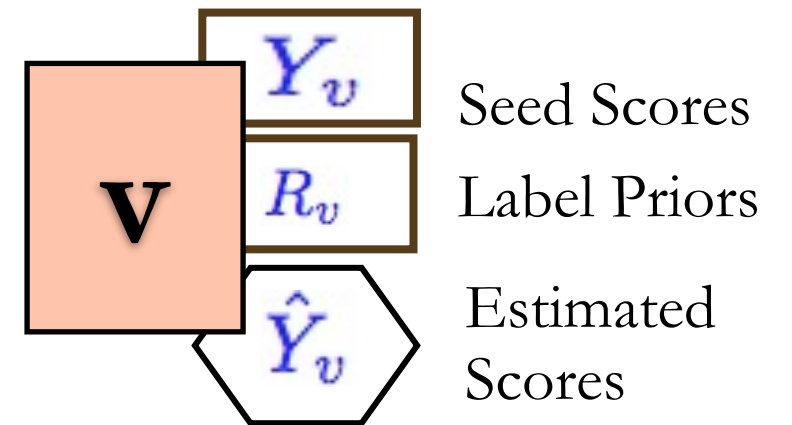 v
Y_v Seed Scores
R_v Label Priors
Ŷ_v Estimated
Scores